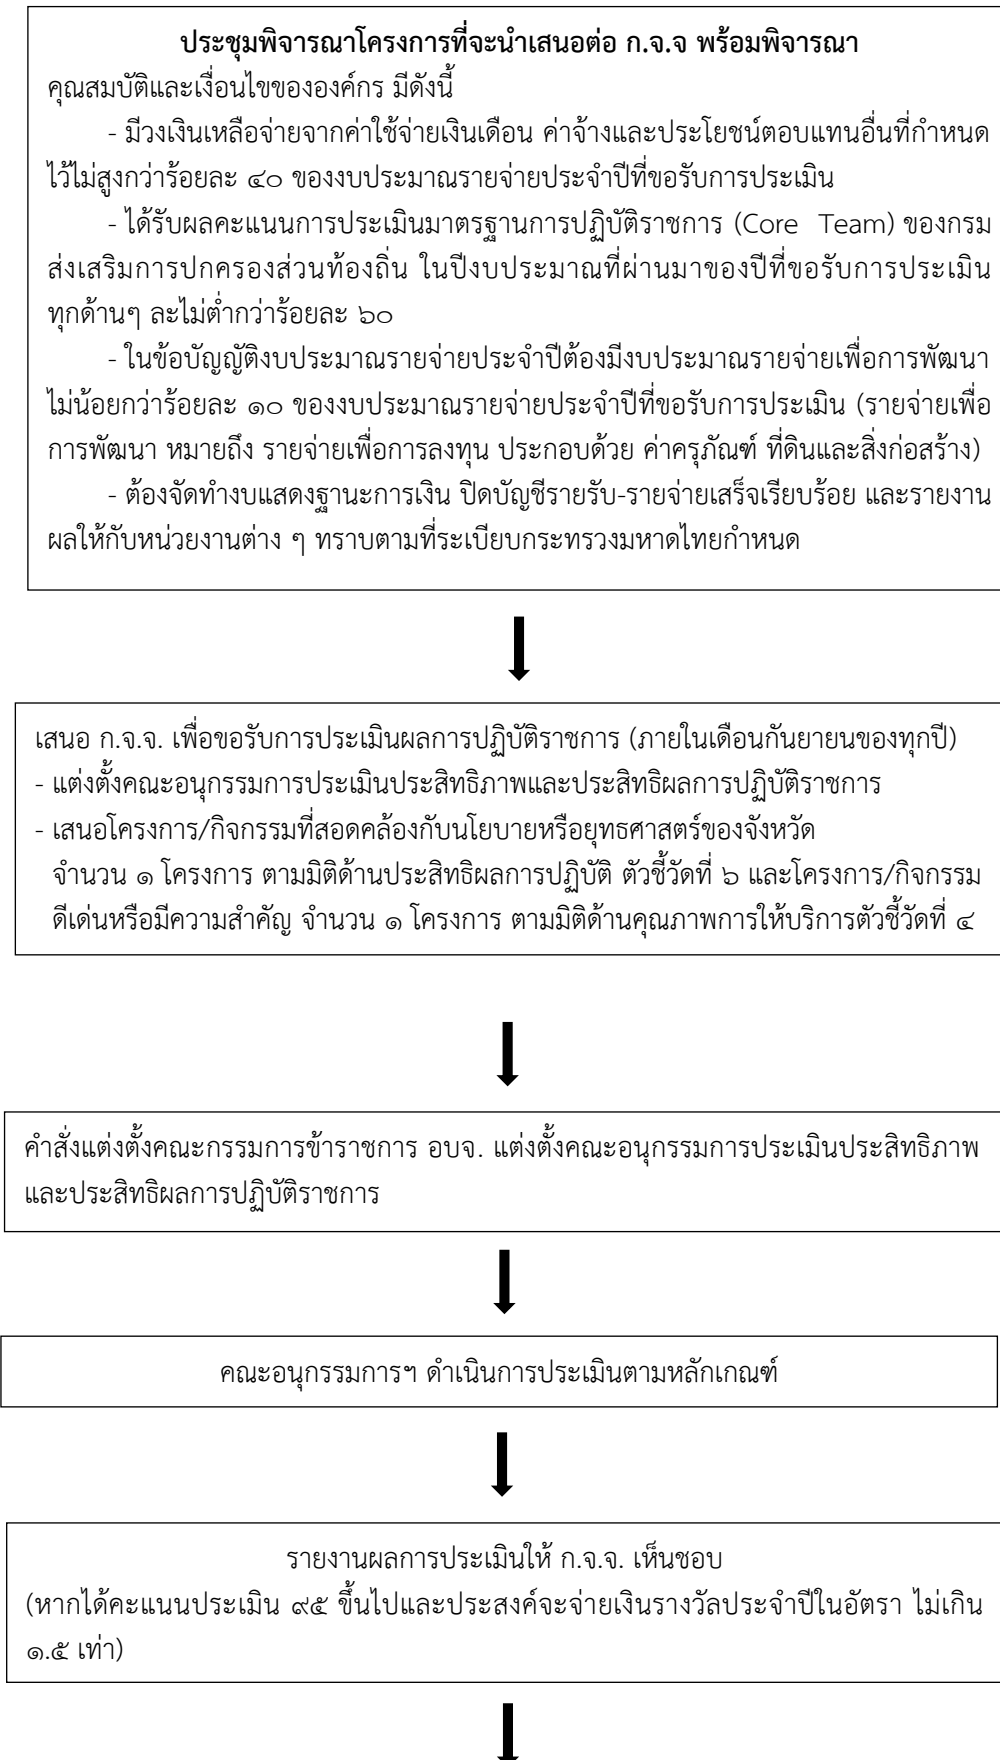 ประชุมพิจารณาโครงการที่จะนำเสนอต่อ ก.จ.จ พร้อมพิจารณา
คุณสมบัติและเงื่อนไขขององค์กร มีดังนี้
- มีวงเงินเหลือจ่ายจากค่าใช้จ่ายเงินเดือน ค่าจ้างและประโยชน์ตอบแทนอื่นที่กำหนด
ไว้ไม่สูงกว่าร้อยละ ๔๐ ของงบประมาณรายจ่ายประจำปีที่ขอรับการประเมิน
- ได้รับผลคะแนนการประเมินมาตรฐานการปฏิบัติราชการ (Core Team) ของกรม
ส่งเสริมการปกครองส่วนท้องถิ่น ในปีงบประมาณที่ผ่านมาของปีที่ขอรับการประเมิน
ทุกด้านๆ ละไม่ต่ำกว่าร้อยละ ๖๐
- ในข้อบัญญัติงบประมาณรายจ่ายประจำปีต้องมีงบประมาณรายจ่ายเพื่อการพัฒนา
ไม่น้อยกว่าร้อยละ ๑๐ ของงบประมาณรายจ่ายประจำปีที่ขอรับการประเมิน (รายจ่ายเพื่อ
การพัฒนา หมายถึง รายจ่ายเพื่อการลงทุน ประกอบด้วย ค่าครุภัณฑ์ ที่ดินและสิ่งก่อสร้าง)
- ต้องจัดทำงบแสดงฐานะการเงิน ปิดบัญชีรายรับ-รายจ่ายเสร็จเรียบร้อย และรายงาน
ผลให้กับหน่วยงานต่าง ๆ ทราบตามที่ระเบียบกระทรวงมหาดไทยกำหนด
เสนอ ก.จ.จ. เพื่อขอรับการประเมินผลการปฏิบัติราชการ (ภายในเดือนกันยายนของทุกปี)
- แต่งตั้งคณะอนุกรรมการประเมินประสิทธิภาพและประสิทธิผลการปฏิบัติราชการ
- เสนอโครงการ/กิจกรรมที่สอดคล้องกับนโยบายหรือยุทธศาสตร์ของจังหวัด
จำนวน ๑ โครงการ ตามมิติด้านประสิทธิผลการปฏิบัติ ตัวชี้วัดที่ ๖ และโครงการ/กิจกรรม
ดีเด่นหรือมีความสำคัญ จำนวน ๑ โครงการ ตามมิติด้านคุณภาพการให้บริการตัวชี้วัดที่ ๔
คำสั่งแต่งตั้งคณะกรรมการข้าราชการ อบจ. แต่งตั้งคณะอนุกรรมการประเมินประสิทธิภาพ
และประสิทธิผลการปฏิบัติราชการ
คณะอนุกรรมการฯ ดำเนินการประเมินตามหลักเกณฑ์
รายงานผลการประเมินให้ ก.จ.จ. เห็นชอบ
(หากได้คะแนนประเมิน ๙๕ ขึ้นไปและประสงค์จะจ่ายเงินรางวัลประจำปีในอัตรา ไม่เกิน
๑.๕ เท่า)